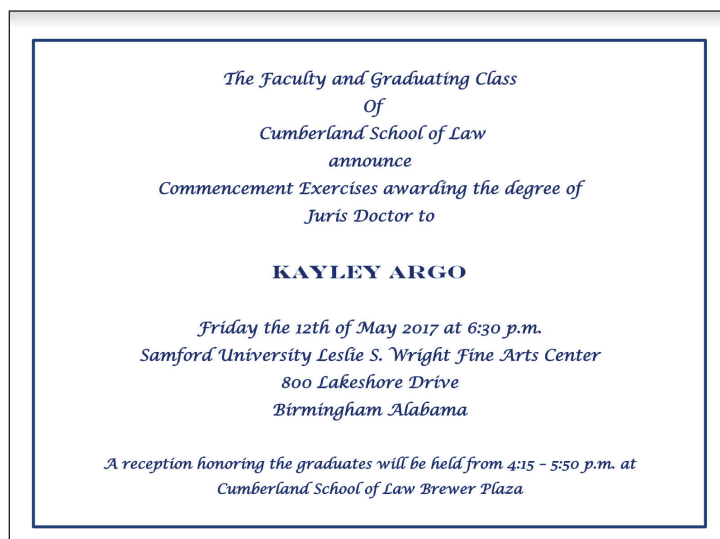 The Faculty and Graduating Class
Of
Cumberland School of Law
announce
Commencement Exercises awarding the degree of
Juris Doctor to
KAYLEY ARGO
Friday the 12th of May 2017 at 6:30 p.m.
Samford University Leslie S. Wright Fine Arts Center
800 Lakeshore Drive
Birmingham Alabama
A reception honoring the graduates will be held from 4:15 – 5:50 p.m. at
Cumberland School of Law Brewer Plaza